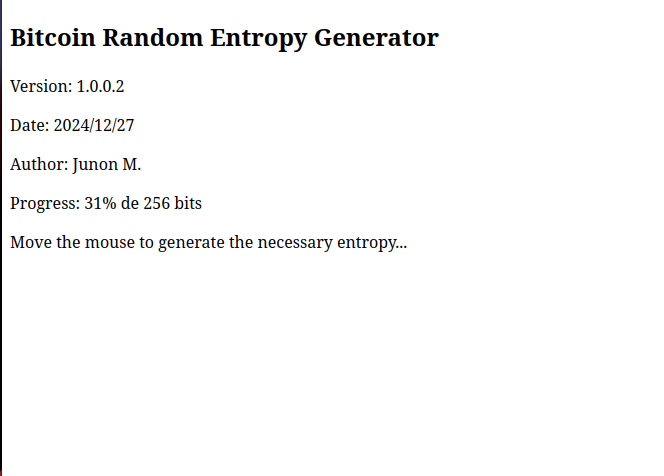 Bitcoin Random Entropy Generator
Version: 1.0.0.2
Date: 2024/12/27
Author: Junon M.
Progress: 31% de 256 bits
Move the mouse to generate the necessary entropy...